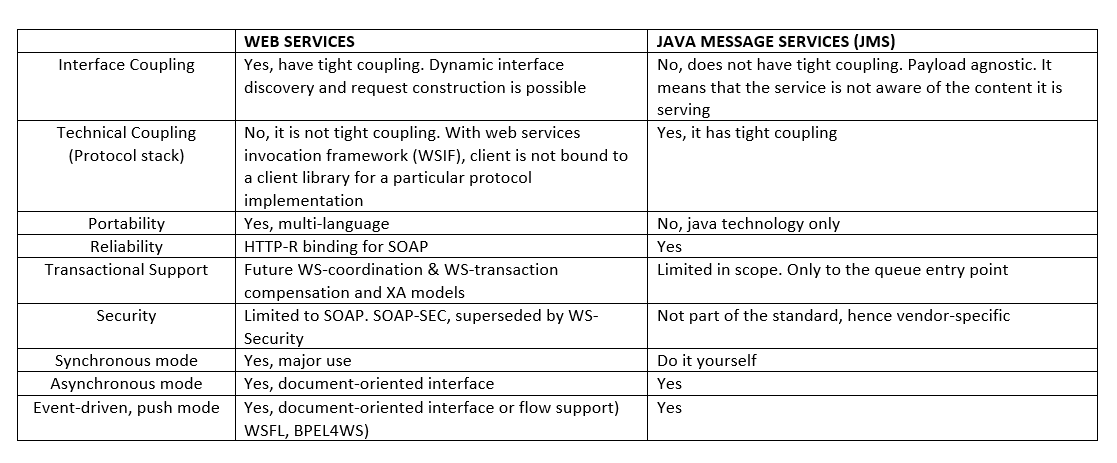 WEB SERVICES
JAVA MESSAGE SERVICES (JMS)
Interface Coupling
Yes, have tight coupling. Dynamic interface
discovery and request construction is possible
No, does not have tight coupling. Payload agnostic. It
means that the service is not aware of the content it is
serving
Technical Coupling
(Protocol stack)
No, it is not tight coupling. With web services
invocation framework (WSIF), client is not bound to
a client library for a particular protocol
implementation
Yes, it has tight coupling
Portability
Yes, multi-language
No, java technology only
Reliability
HTTP-R binding for SOAP
Yes
Transactional Support
Future WS-coordination & WS-transaction
compensation and XA models
Limited in scope. Only to the queue entry point
Security
Limited to SOAP. SOAP-SEC, superseded by WS-
Security
Not part of the standard, hence vendor-specific
Synchronous mode
Yes, major use
Do it yourself
Asynchronous mode
Yes, document-oriented interface
Yes
Event-driven, push mode
Yes, document-oriented interface or flow support)
WSFL, BPEL4WS)
Yes